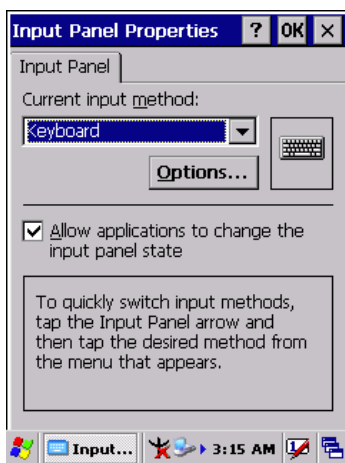 Input Panel Properties ? OK ×
Input Panel
Current input method:
Keyboard
Options...
Allow applications to change the
input panel state
To quickly switch input methods,
tap the Input Panel arrow and
then tap the desired method from
the menu that appears.
Input... 3:15 AM